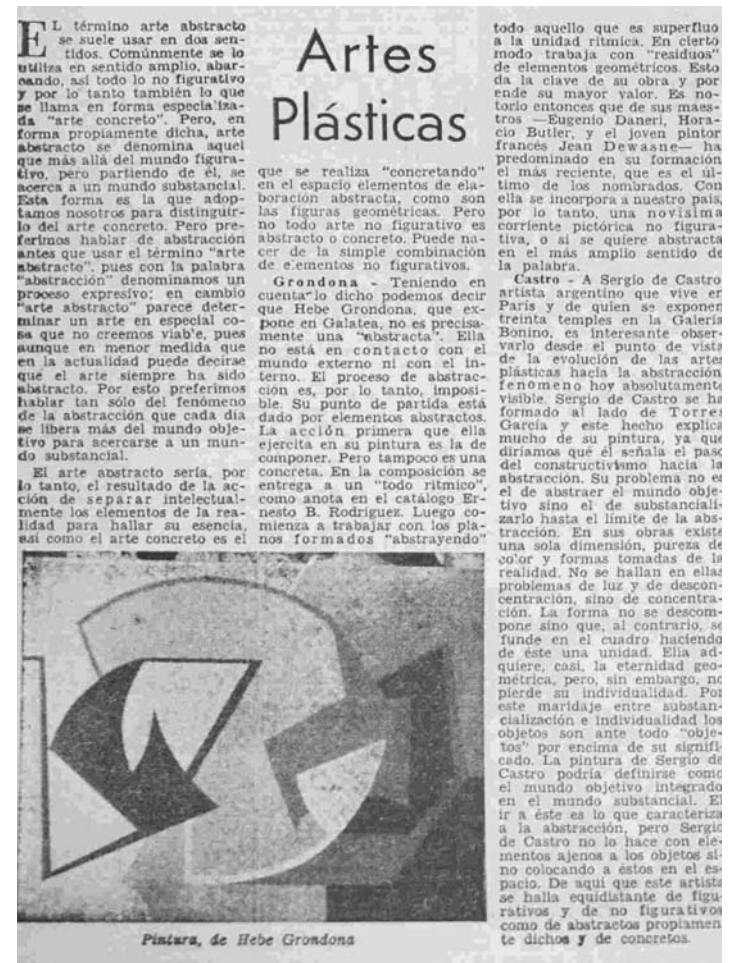 Artes
Plásticas
EL término arte abstracto
se suele usar en dos sen-
tidos. Comúnmente se lo
utiliza en sentido amplio, abar-
cando, así todo lo no figurativo
y por lo tanto también lo que
se llama en forma especializa-
da "arte concreto". Pero, en
forma propiamente dicha, arte
abstracto se denomina aquel
que más allá del mundo figura-
tivo, pero partiendo de él, se
acerca a un mundo substancial.
Esta forma es la que adop-
tamos nosotros para distinguir-
lo del arte concreto. Pero pre-
ferimos hablar de abstracción
antes que usar el término "arte
abstracto", pues con la palabra
"abstracción" denominamos un
proceso expresivo; en cambio
"arte abstracto" parece deter-
minar un arte en especial co-
sa que no creemos viab'e, pues
aunque en menor medida que
en la actualidad puede decirse
que el arte siempre ha sido
abstracto. Por esto preferimos
hablar tan sólo del fenómeno
de la abstracción que cada día
se libera más del mundo obje-
tivo para acercarse a un mun-
do substancial.
El arte abstracto sería, por
lo tanto, el resultado de la ac-
ción de separar intelectual-
mente los elementos de la rea-
lidad para hallar su esencia,
así como el arte concreto es el
que se realiza "concretando"
en el espacio elementos de ela-
boración abstracta, como son
las figuras geométricas. Pero
no todo arte no figurativo es
abstracto o concreto. Puede na-
cer de la simple combinación
de e'ementos no figurativos.
Grondona - Teniendo en
cuenta lo dicho podemos decir
que Hebe Grondona, que ex-
pone en Galatea, no es precisa-
mente una "abstracta". Ella
no está en contacto con el
mundo externo ni con el in-
terno. El proceso de abstrac-
ción es, por lo tanto, imposi-
ble. Su punto de partida está
dado por elementos abstractos.
La acción primera que ella
ejercita en su pintura es la de
componer. Pero tampoco es una
concreta. En la composición se
entrega a un "todo rítmico",
como anota en el catálogo Er-
nesto B. Rodríguez. Luego co-
mienza a trabajar con los pla-
nos formados "abstrayendo"
todo aquello que es superfluo
a la unidad rítmica. En cierto
modo trabaja con "residuos"
de elementos geométricos. Esto
da la clave de su obra y por
ende su mayor valor. Es no-
torio entonces que de sus maes-
tros —Eugenio Daneri, Hora-
cio Butler, y el joven pintor
francés Jean Dewasne— ha
predominado en su formación
el más reciente, que es el úl-
timo de los nombrados. Con
ella se incorpora a nuestro país,
por lo tanto, una novísima
corriente pictórica no figura-
tiva, o si se quiere abstracta
en el más amplio sentido de
la palabra.
Castro - A Sergio de Castro
artista argentino que vive en
París y de quien se exponen
treinta temples en la Galería
Bonino, es interesante obser-
varlo desde el punto de vista
de la evolución de las artes
plásticas hacia la abstracción
fenómeno hoy absolutamente
visible. Sergio de Castro se ha
formado al lado de Torres
García y este hecho explica
mucho de su pintura, ya que
diríamos que él señala el paso
del constructivismo hacia la
abstracción. Su problema no es
el de abstraer el mundo obje-
tivo sino el de substanciali-
zarlo hasta el límite de la abs-
tracción. En sus obras existe
una sola dimensión, pureza de
color y formas tomadas de la
realidad. No se hallan en ellas
problemas de luz y de descon-
centración, sino de concentra-
ción. La forma no se descom-
pone sino que, al contrario, se
funde en el cuadro haciendo
de éste una unidad. Ella ad-
quiere, casi, la eternidad geo-
métrica, pero, sin embargo, no
pierde su individualidad. Por
este maridaje entre substan-
cialización e individualidad los
objetos son ante todo "obje-
tos" por encima de su signifi-
cado. La pintura de Sergio de
Castro podría definirse como
el mundo objetivo integrado
en el mundo substancial. El
ir a éste es lo que caracteriza
a la abstracción, pero Sergio
de Castro no lo hace con ele-
mentos ajenos a los objetos si-
no colocando a éstos en el es-
pacio. De aquí que este artista
se halla equidistante de figu-
rativos y de no figurativos
como de abstractos propiamen-
te dichos y de concretos.
Pintura, de Hebe Grondona